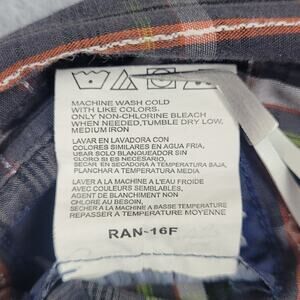 MACHINE WASH COLD
WITH LIKE COLORS.
ONLY NON-CHLORINE BLEACH
WHEN NEEDED,TUMBLE DRY LOW,
MEDIUM IRON
LAVAR EN LAVADORA CON
COLORES SIMILARES EN AGUA FRIA,
USAR SOLO BLANQUEADOR SIN
CLORO SI ES NECESARIO,
SECAR EN SECADORA A TEMPERATURA BAJA,
PLANCHAR A TEMPERATURA MEDIA
LAVER A LA MACHINE A L'EAU FROIDE
AVEC COULEURS SEMBLABLES,
AGENT DE BLANCHIMENT NON
CHLORÉ AU BESOIN,
SÉCHER A LA MACHINE A BASSE TEMPERATURE
REPASSER A TEMPERATURE MOYENNE
RAN-16F